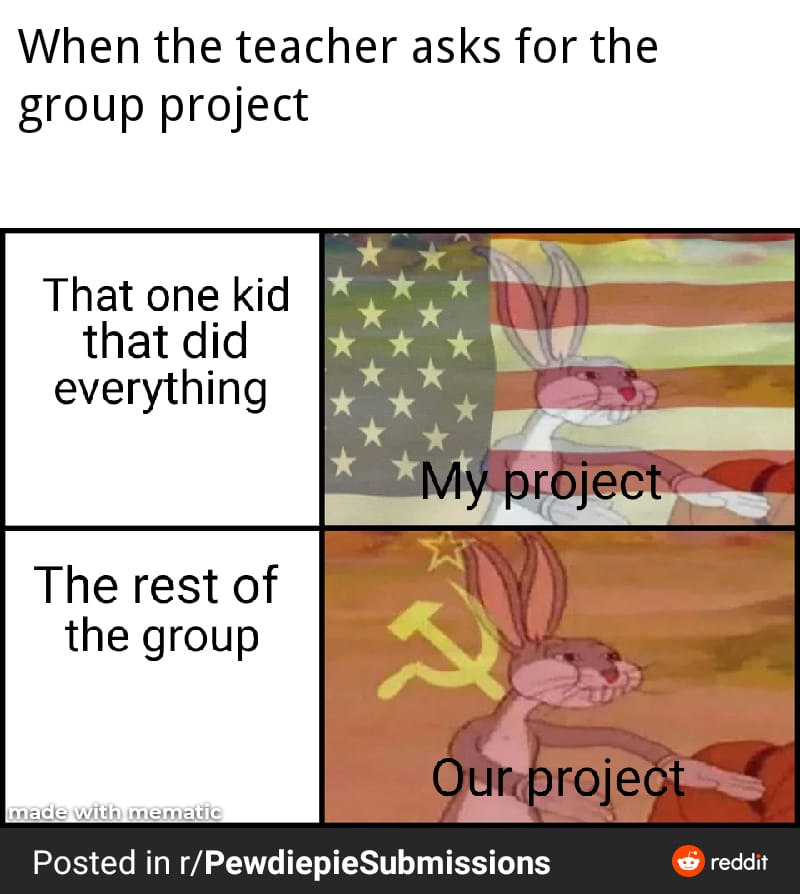 When the teacher asks for the
group project
That one kid
that did
everything
My project
The rest of
the group
Our project
made with mematic
Posted in r/PewdiepieSubmissions
reddit